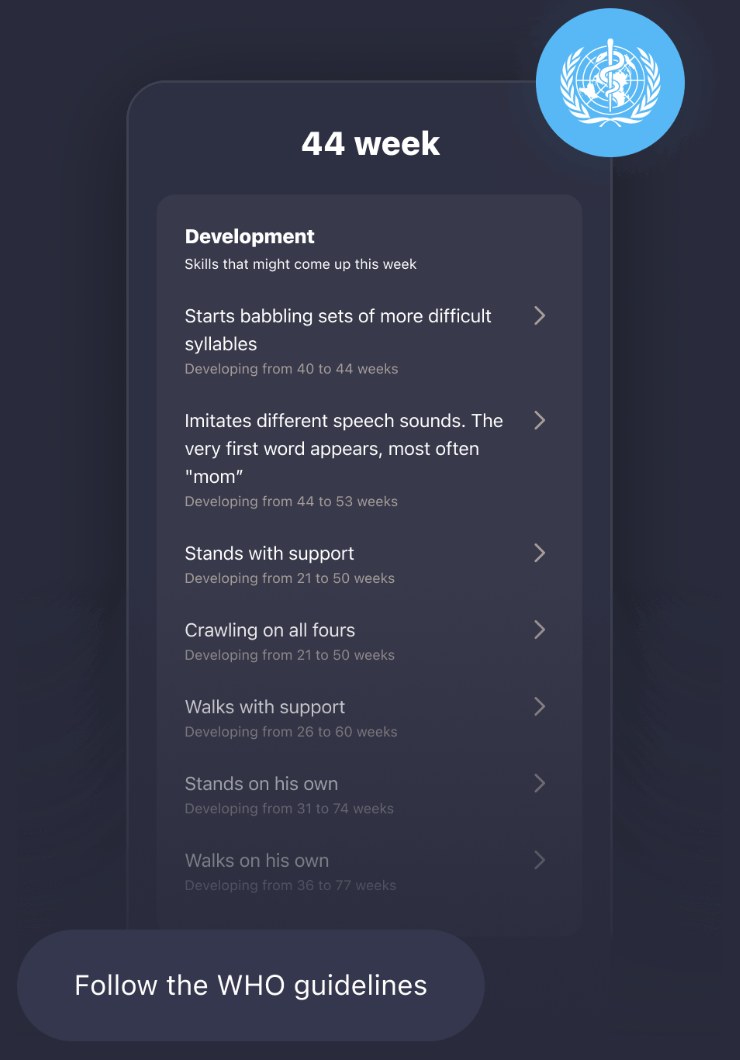 44 week
Development
Skills that might come up this week
Starts babbling sets of more difficult
syllables
Developing from 40 to 44 weeks
Imitates different speech sounds. The
very first word appears, most often
"mom”
Developing from 44 to 53 weeks
Stands with support
Developing from 21 to 50 weeks
Crawling on all fours
Developing from 21 to 50 weeks
Walks with support
Developing from 26 to 60 weeks
Stands on his own
Developing from 31 to 74 weeks
Walks on his own
Developing from 36 to 77 weeks
Follow the WHO guidelines